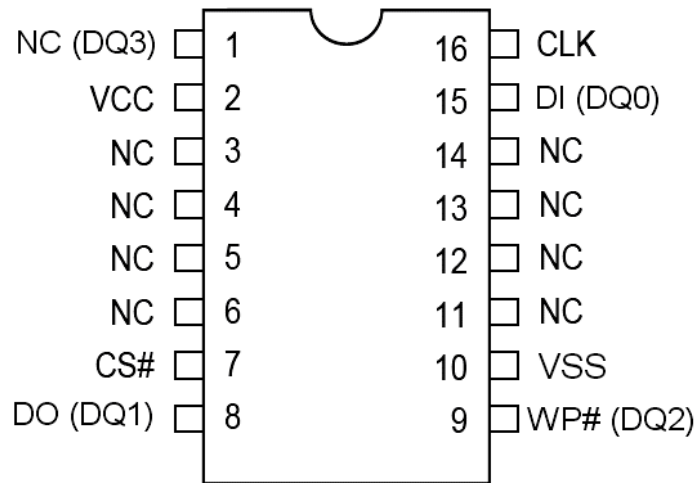 NC (DQ3) 1 16 CLK
VCC 2 15 DI (DQ0)
NC 3 14 NC
NC 4 13 NC
NC 5 12 NC
NC 6 11 NC
CS# 7 10 VSS
DO (DQ1) 8 9 WP# (DQ2)